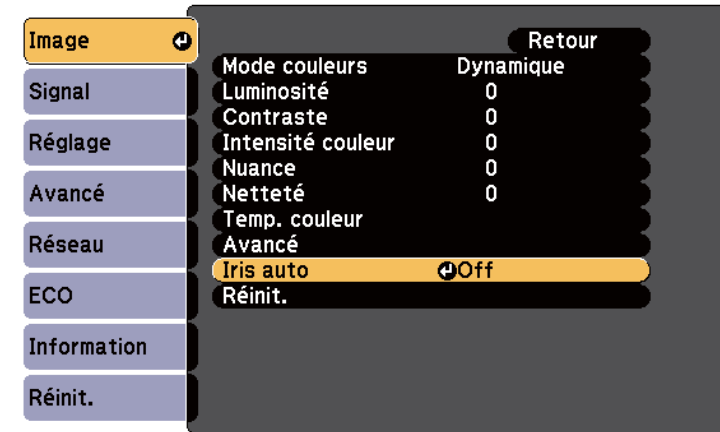 Image
Signal
Réglage
Avancé
Réseau
ECO
Information
Réinit.
Retour
Mode couleurs Dynamique
Luminosité 0
Contraste 0
Intensité couleur 0
Nuance 0
Netteté 0
Temp. couleur
Avancé
Iris auto Off
Réinit.